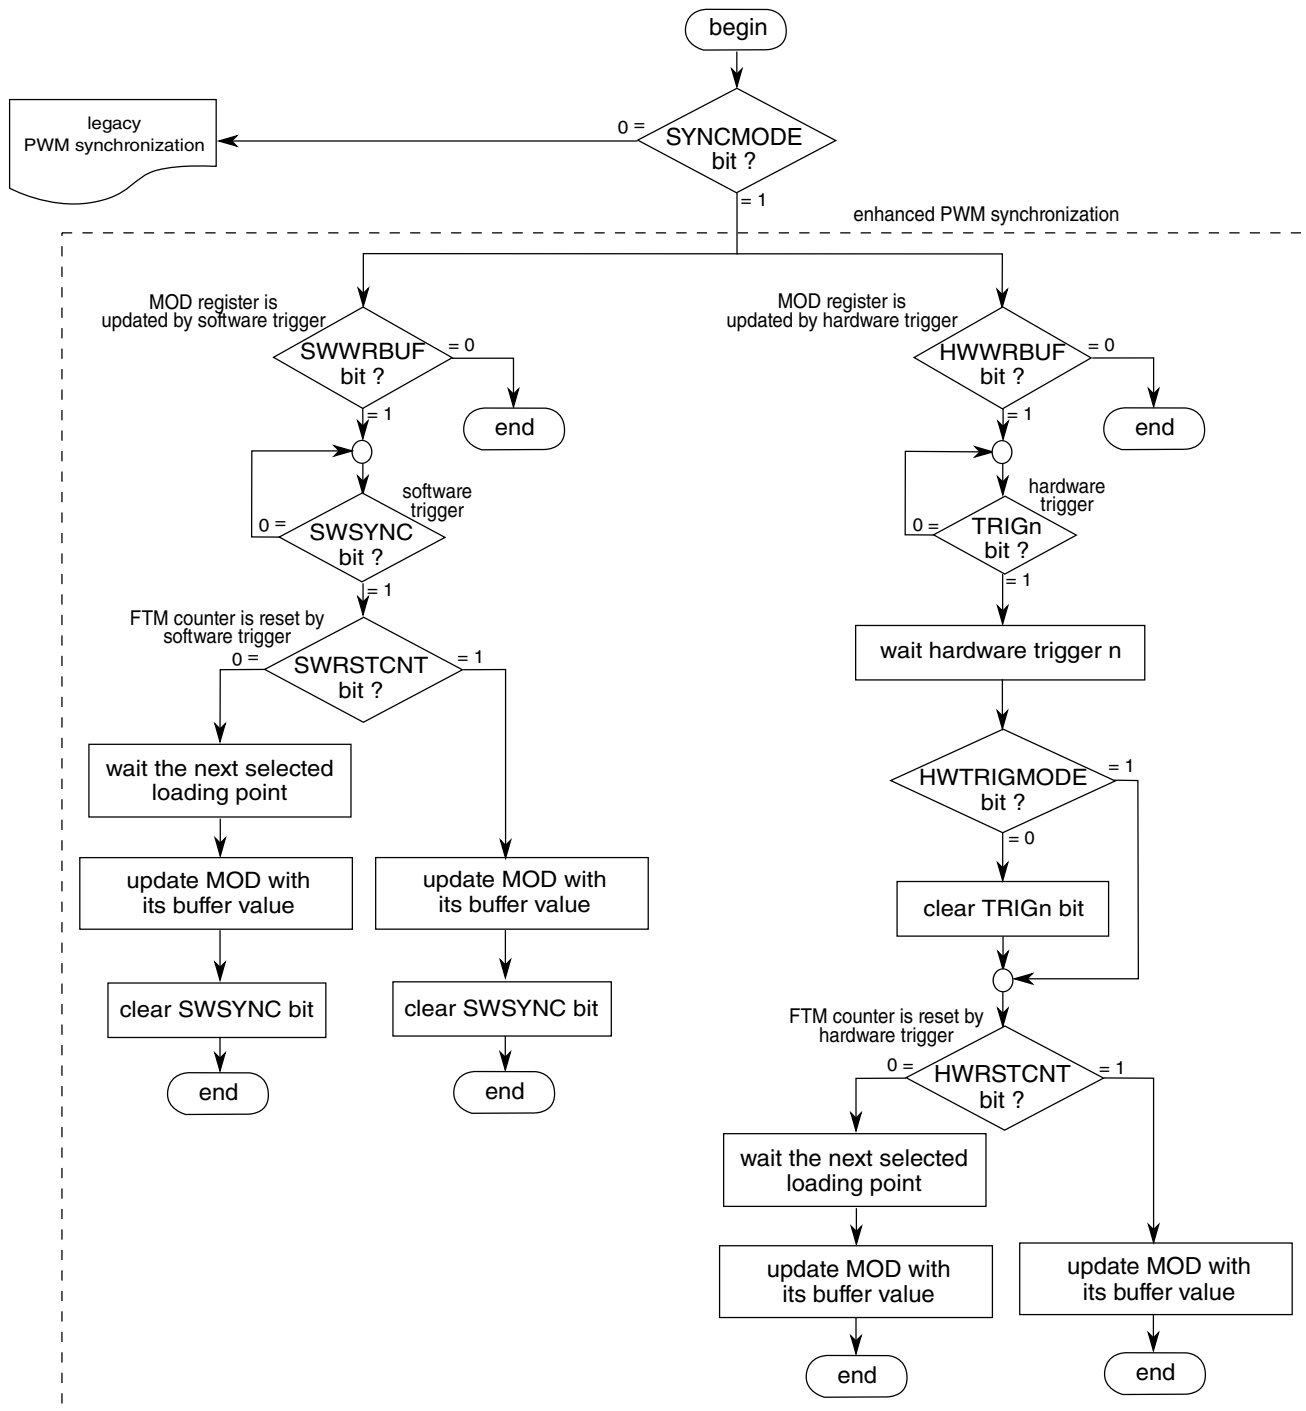 begin
SYNCMODE
bit ?
0 =
= 1
legacy
PWM synchronization
enhanced PWM synchronization
MOD register is
updated by software trigger
SWWRBUF
bit ?
= 0
end
= 1
software
trigger
SWSYNC
bit ?
0 =
= 1
FTM counter is reset by
software trigger
SWRSTCNT
bit ?
0 =
= 1
wait the next selected
loading point
update MOD with
its buffer value
clear SWSYNC bit
end
update MOD with
its buffer value
clear SWSYNC bit
end
MOD register is
updated by hardware trigger
HWWRBUF
bit ?
= 0
end
= 1
hardware
trigger
TRIGn
bit ?
0 =
= 1
wait hardware trigger n
HWTRIGMODE
bit ?
= 1
= 0
clear TRIGn bit
FTM counter is reset by
hardware trigger
HWRSTCNT
bit ?
0 =
= 1
wait the next selected
loading point
update MOD with
its buffer value
end
update MOD with
its buffer value
end